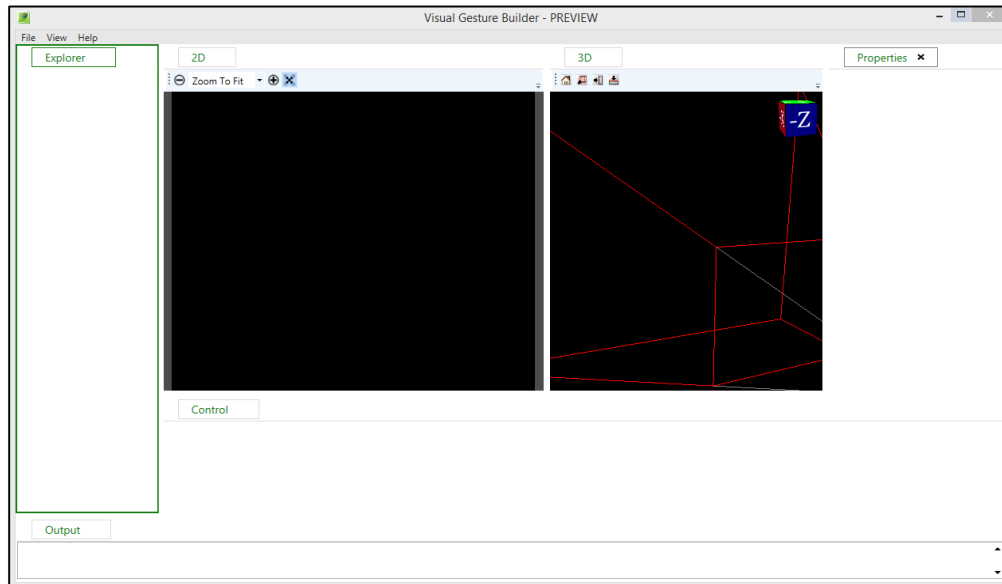 Visual Gesture Builder - PREVIEW
File View Help
Explorer
2D
3D
Properties
Zoom To Fit
-Z
Control
Output